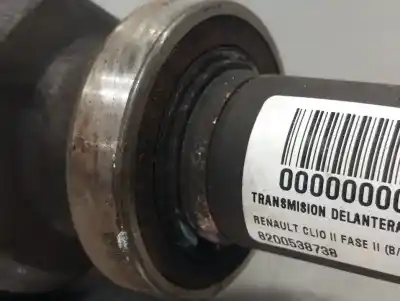 00000000
TRANSMISION DELANTERA
RENAULT CLIO II FASE II (B/
8200538738